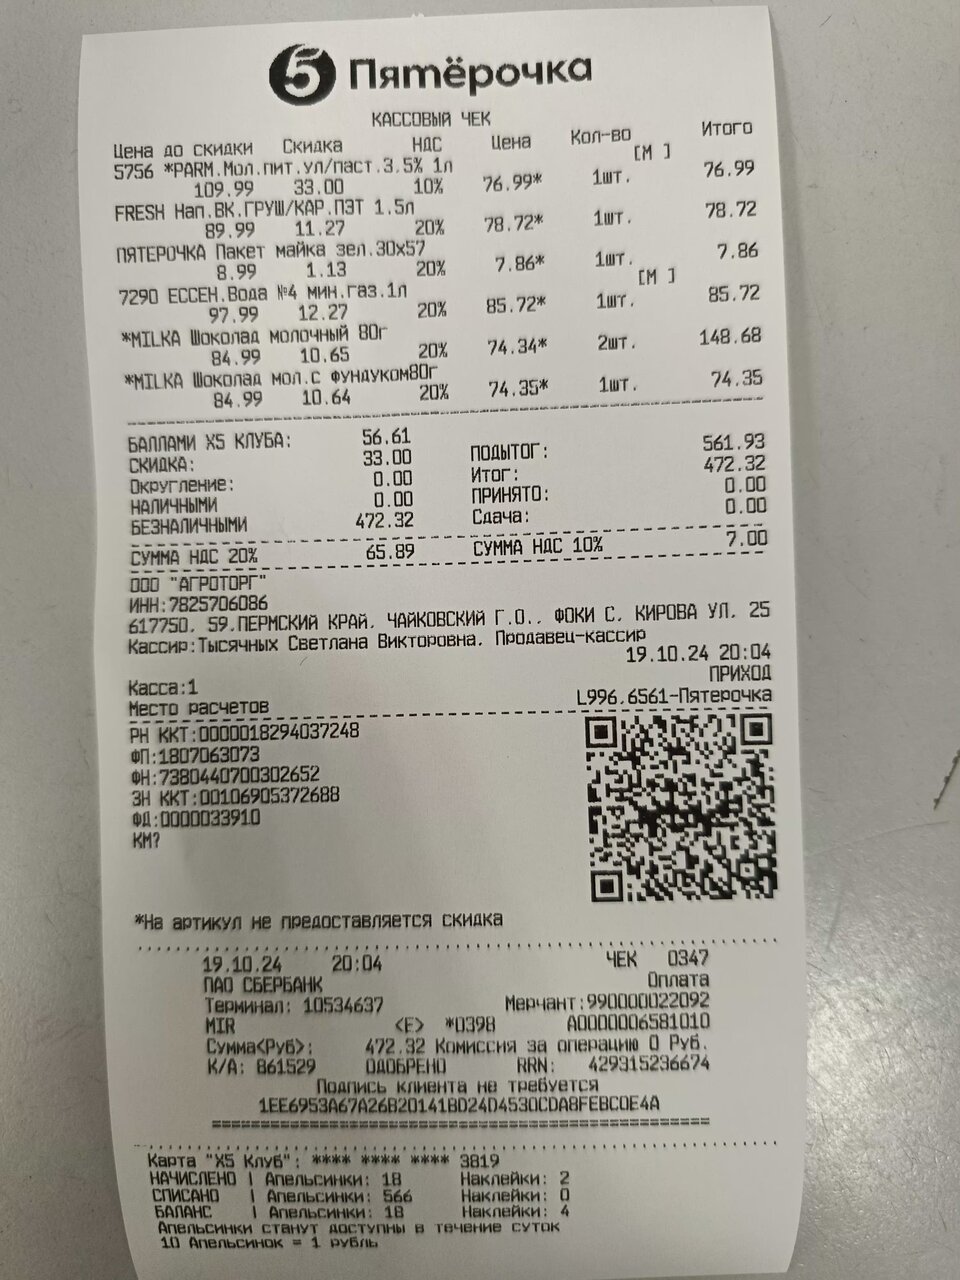 5 Пятёрочка
КАССОВЫЙ ЧЕК
Цена до скидки Скидка НДС Цена Кол-во Итого
5756 *PARM.Мол.пит.ул/паст.3.5% 1л [М ]
109.99 33.00 10% 76.99* 1шт. 76.99
FRESH Нап.ВК.ГРУШ/КАР.ПЭТ 1.5л
89.99 11.27 20% 78.72* 1шт. 78.72
ПЯТЕРОЧКА Пакет майка зел.30х57
8.99 1.13 20% 7.86* 1шт. 7.86
7290 ЕССЕН.Вода №4 мин.газ.1л [М ]
97.99 12.27 20% 85.72* 1шт. 85.72
*MILKA Шоколад молочный 80г
84.99 10.65 20% 74.34* 2шт. 148.68
*MILKA Шоколад мол.с фундуком80г
84.99 10.64 20% 74.35* 1шт. 74.35
БАЛЛАМИ Х5 КЛУБА: 56.61 ПОДЫТОГ: 561.93
СКИДКА: 33.00 Итог: 472.32
Округление: 0.00 ПРИНЯТО: 0.00
НАЛИЧНЫМИ 0.00 Сдача: 0.00
БЕЗНАЛИЧНЫМИ 472.32
СУММА НДС 20% 65.89 СУММА НДС 10% 7.00
ООО "АГРОТОРГ"
ИНН:7825706086
617750, 59,ПЕРМСКИЙ КРАЙ, ЧАЙКОВСКИЙ Г.О., ФОКИ С, КИРОВА УЛ, 25
Кассир:Тысячных Светлана Викторовна, Продавец-кассир
19.10.24 20:04
ПРИХОД
Касса:1
Место расчетов L996,6561-Пятерочка
РН ККТ:0000018294037248
ФП:1807063073
ФН:7380440700302652
ЗН ККТ:00106905372688
ФД:0000033910
КМ?
*На артикул не предоставляется скидка
19.10.24 20:04 ЧЕК 0347
ПАО СБЕРБАНК Оплата
Терминал: 10534637 Мерчант:990000022092
MIR <E> *0398 A0000006581010
Сумма<Руб>: 472.32 Комиссия за операцию 0 Руб.
К/А: 861529 ОДОБРЕНО RRN: 429315236674
Подпись клиента не требуется
1EE6953A67A26B20141BD24D4530CDA8FEBC0E4A
Карта "Х5 Клуб": **** **** **** 3819
НАЧИСЛЕНО | Апельсинки: 18 Наклейки: 2
СПИСАНО | Апельсинки: 566 Наклейки: 0
БАЛАНС | Апельсинки: 18 Наклейки: 4
Апельсинки станут доступны в течение суток
10 Апельсинок = 1 рубль